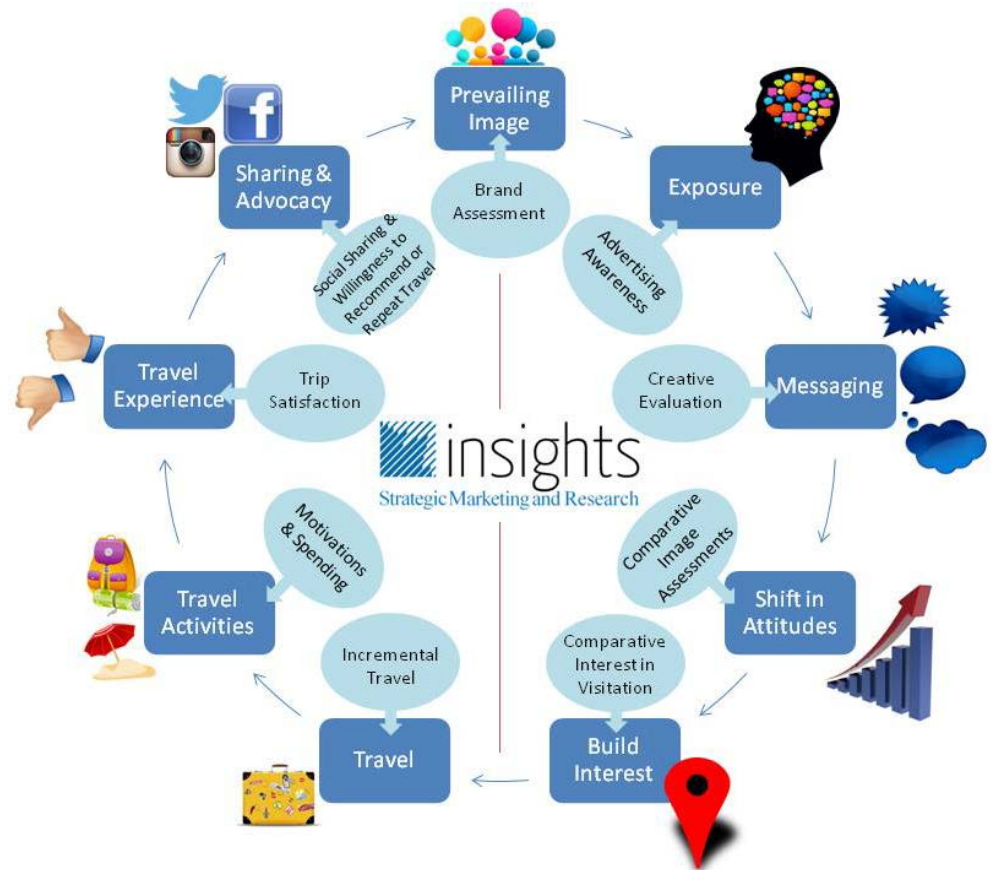 Prevailing
Image
Brand
Assessment
Exposure
Advertising
Awareness
Messaging
Creative
Evaluation
Shift in
Attitudes
Comparative
Image
Assessments
Build
Interest
Comparative
Interest in
Visitation
Travel
Incremental
Travel
Travel
Activities
Motivations
& Spending
Travel
Experience
Trip
Satisfaction
Sharing &
Advocacy
Social Sharing &
Willingness to
Recommend or
Repeat Travel
f
insights
Strategic Marketing and Research